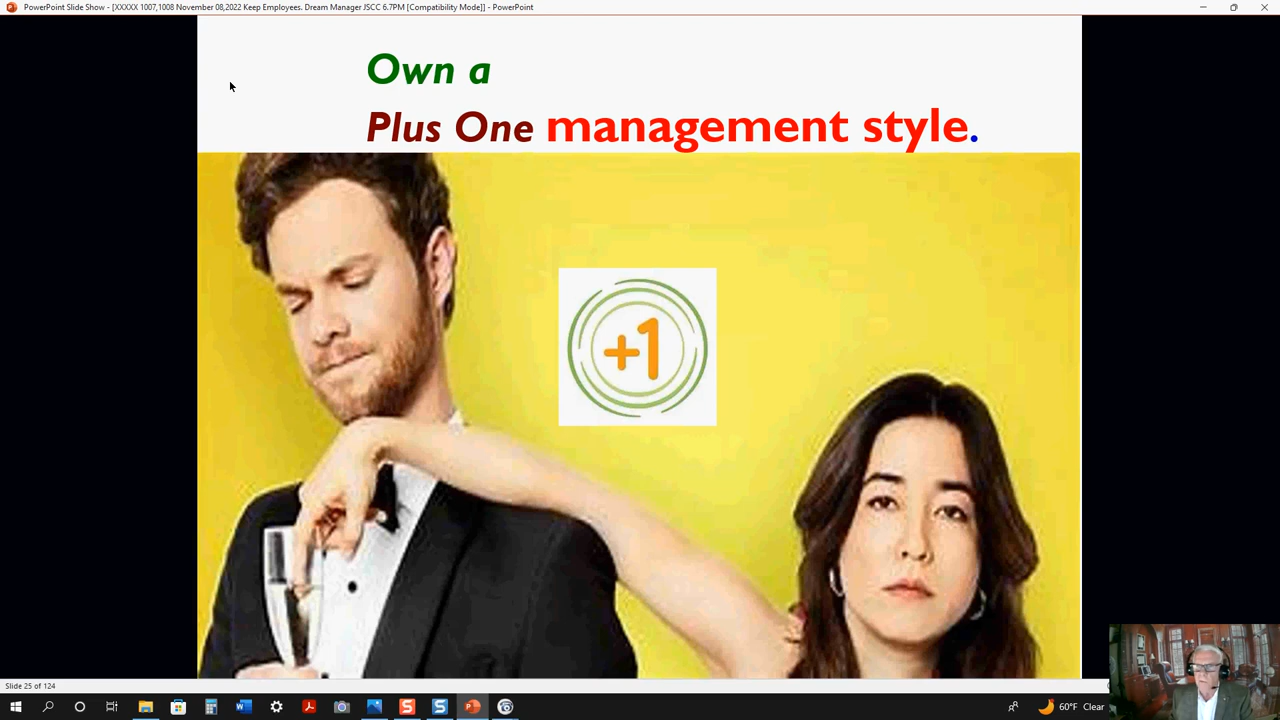 PowerPoint Slide Show - [XXXXX 1007,1008 November 08,2022 Keep Employees. Dream Manager JSCC 6.7PM [Compatibility Mode]] - PowerPoint
Own a
Plus One management style.
+1
Slide 25 of 124
60°F Clear